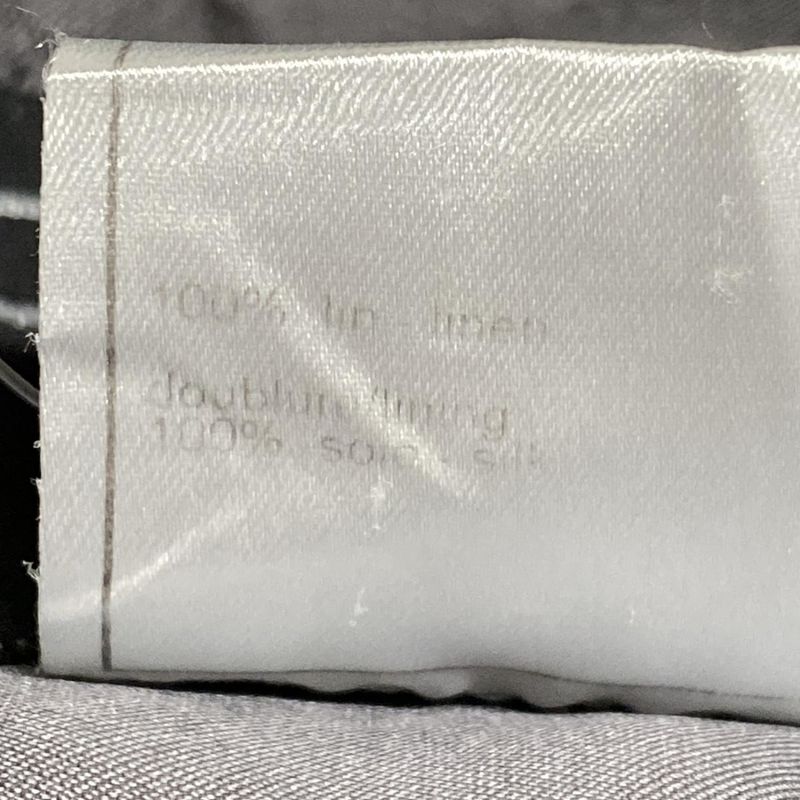 100% lin - linen
doublure/lining
100% soie - silk